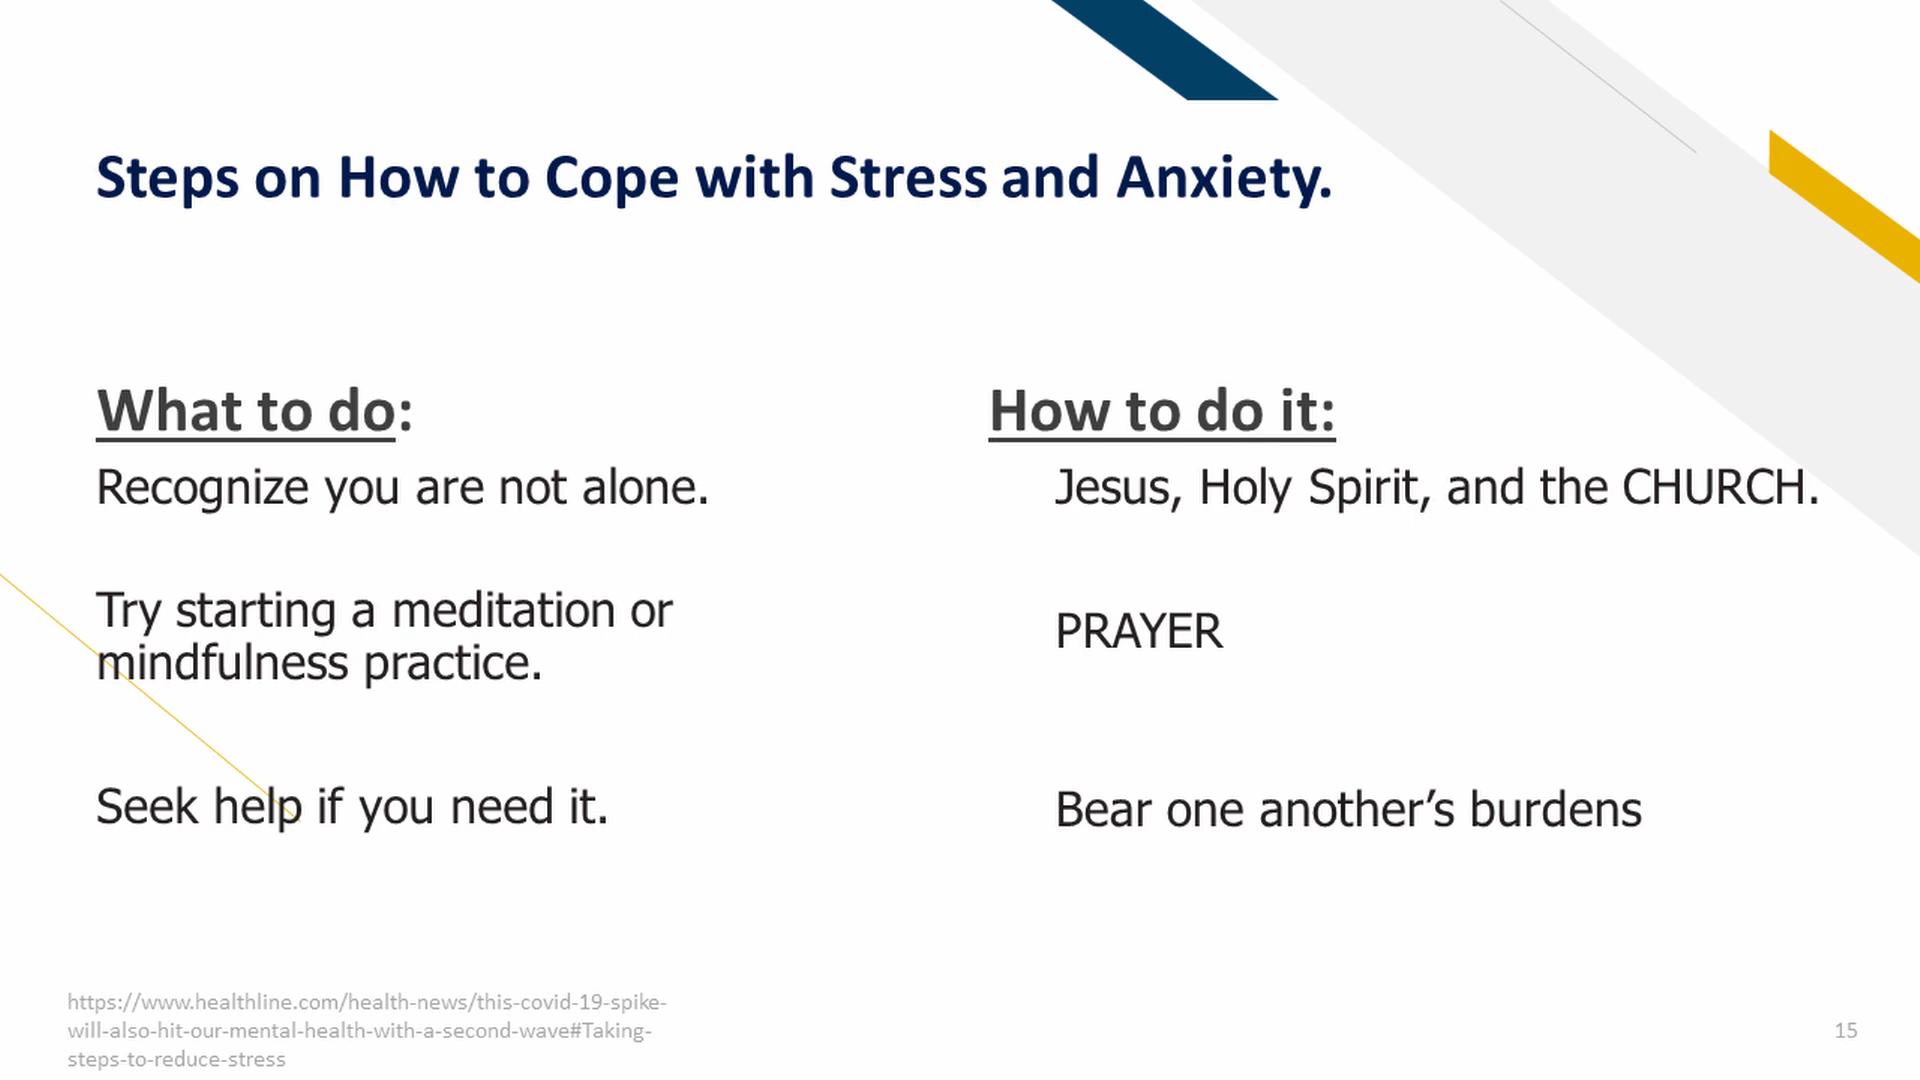 Steps on How to Cope with Stress and Anxiety.
What to do:
Recognize you are not alone.
Try starting a meditation or
mindfulness practice.
Seek help if you need it.
How to do it:
Jesus, Holy Spirit, and the CHURCH.
PRAYER
Bear one another’s burdens
https://www.healthline.com/health-news/this-covid-19-spike-
will-also-hit-our-mental-health-with-a-second-wave#Taking-
steps-to-reduce-stress
15